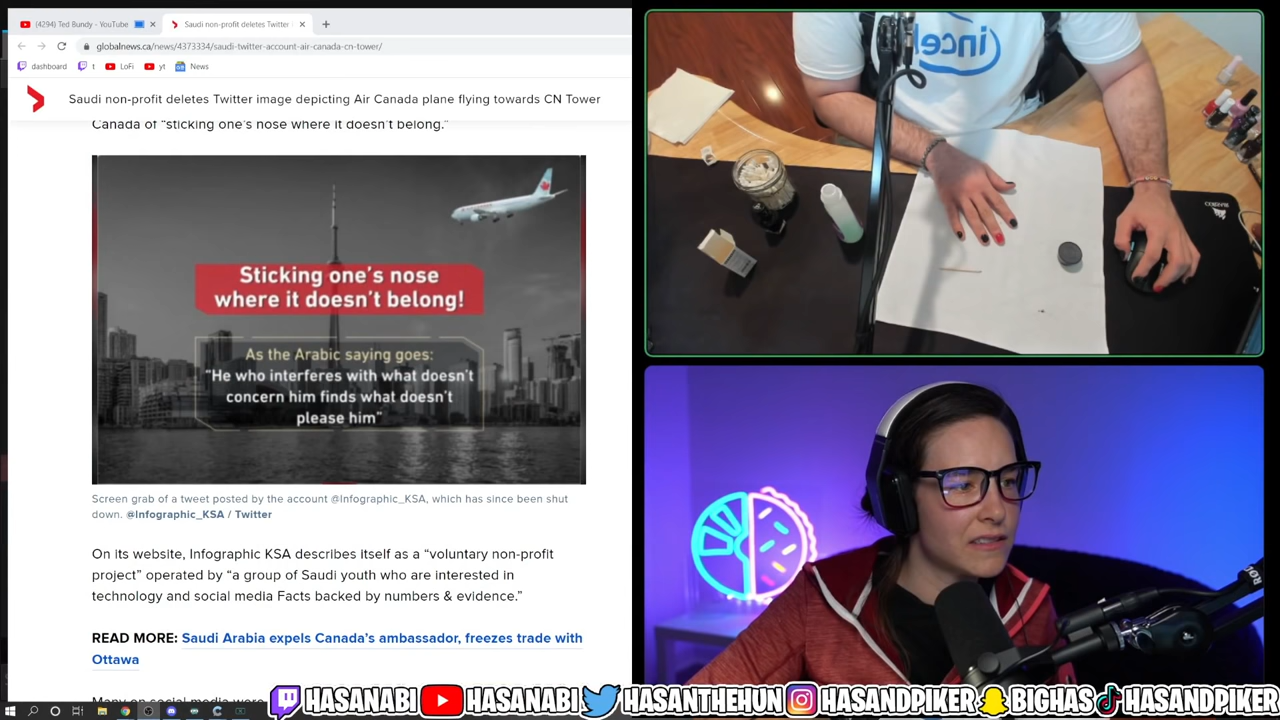 (4294) Ted Bundy - YouTube
Saudi non-profit deletes Twitter
globalnews.ca/news/4373334/saudi-twitter-account-air-canada-cn-tower/
dashboard
t
LoFi
yt
News
Saudi non-profit deletes Twitter image depicting Air Canada plane flying towards CN Tower
Canada of “sticking one’s nose where it doesn’t belong.”
Sticking one’s nose
where it doesn’t belong!
As the Arabic saying goes:
“He who interferes with what doesn’t
concern him finds what doesn’t
please him”
Screen grab of a tweet posted by the account @Infographic_KSA, which has since been shut
down. @Infographic_KSA / Twitter
On its website, Infographic KSA describes itself as a “voluntary non-profit
project” operated by “a group of Saudi youth who are interested in
technology and social media Facts backed by numbers & evidence.”
READ MORE: Saudi Arabia expels Canada’s ambassador, freezes trade with
Ottawa
Many on social media were
incel
HASANABI
HASANABI
HASANTHEHUN
HASANDPIKER
BIGHAS
HASANDPIKER